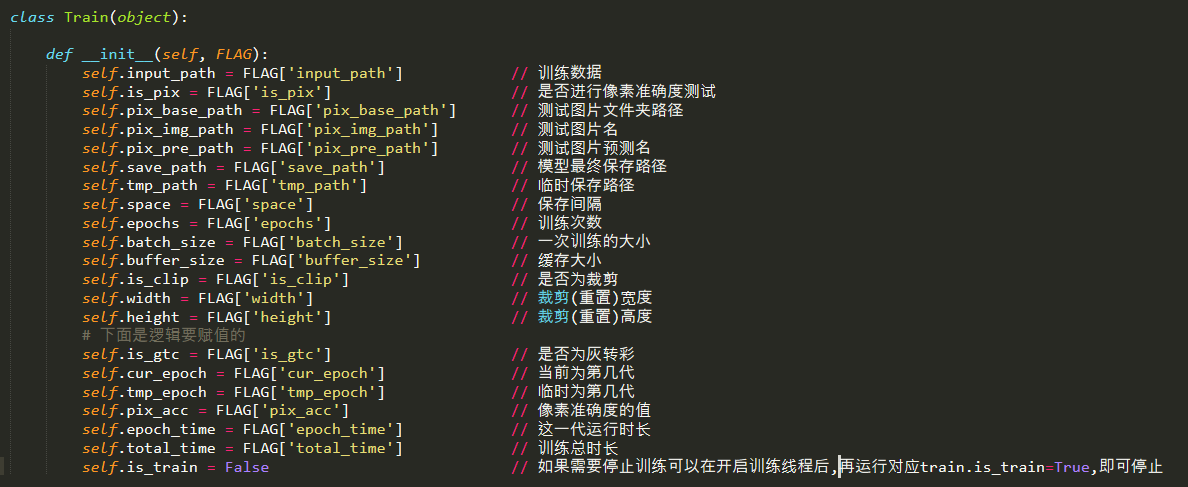 class Train(object):
def __init__(self, FLAG):
self.input_path = FLAG['input_path'] // 训练数据
self.is_pix = FLAG['is_pix'] // 是否进行像素准确度测试
self.pix_base_path = FLAG['pix_base_path'] // 测试图片文件夹路径
self.pix_img_path = FLAG['pix_img_path'] // 测试图片名
self.pix_pre_path = FLAG['pix_pre_path'] // 测试图片预测名
self.save_path = FLAG['save_path'] // 模型最终保存路径
self.tmp_path = FLAG['tmp_path'] // 临时保存路径
self.space = FLAG['space'] // 保存间隔
self.epochs = FLAG['epochs'] // 训练次数
self.batch_size = FLAG['batch_size'] // 一次训练的大小
self.buffer_size = FLAG['buffer_size'] // 缓存大小
self.is_clip = FLAG['is_clip'] // 是否为裁剪
self.width = FLAG['width'] // 裁剪(重置)宽度
self.height = FLAG['height'] // 裁剪(重置)高度
# 下面是逻辑要赋值的
self.is_gtc = FLAG['is_gtc'] // 是否为灰转彩
self.cur_epoch = FLAG['cur_epoch'] // 当前为第几代
self.tmp_epoch = FLAG['tmp_epoch'] // 临时为第几代
self.pix_acc = FLAG['pix_acc'] // 像素准确度的值
self.epoch_time = FLAG['epoch_time'] // 这一代运行时长
self.total_time = FLAG['total_time'] // 训练总时长
self.is_train = False // 如果需要停止训练可以在开启训练线程后,再运行对应train.is_train=True,即可停止